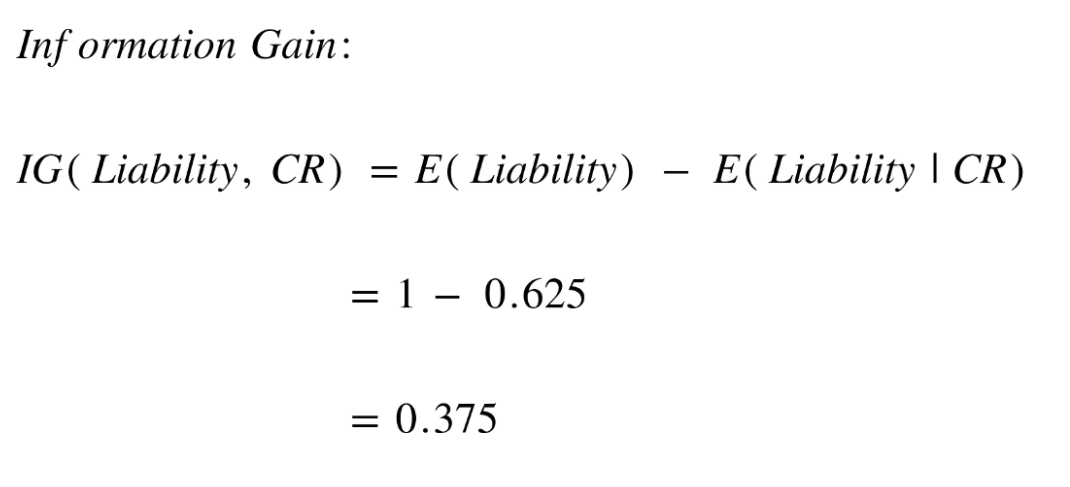 Information Gain:
IG( Liability, CR) = E( Liability) − E( Liability | CR)
= 1 − 0.625
= 0.375